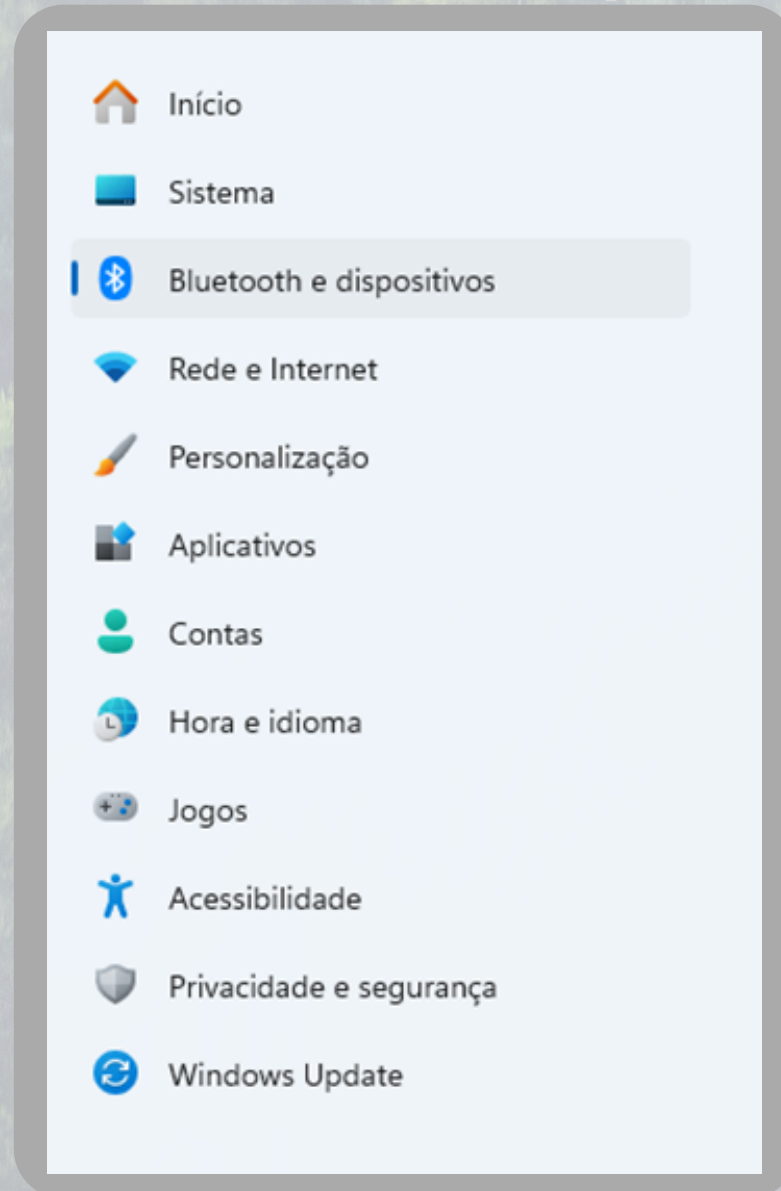 Início
Sistema
Bluetooth e dispositivos
Rede e Internet
Personalização
Aplicativos
Contas
Hora e idioma
Jogos
Acessibilidade
Privacidade e segurança
Windows Update